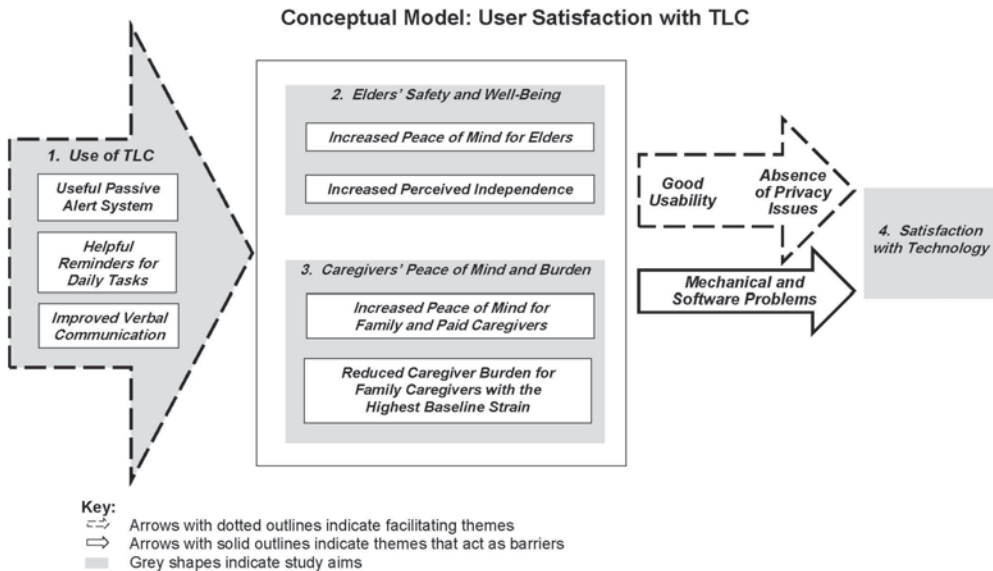 Conceptual Model: User Satisfaction with TLC
1. Use of TLC
Useful Passive
Alert System
Helpful
Reminders for
Daily Tasks
Improved Verbal
Communication
2. Elders' Safety and Well-Being
Increased Peace of Mind for Elders
Increased Perceived Independence
3. Caregivers' Peace of Mind and Burden
Increased Peace of Mind for
Family and Paid Caregivers
Reduced Caregiver Burden for
Family Caregivers with the
Highest Baseline Strain
Good
Usability
Absence
of Privacy
Issues
Mechanical and
Software Problems
4. Satisfaction
with Technology
Key:
Arrows with dotted outlines indicate facilitating themes
Arrows with solid outlines indicate themes that act as barriers
Grey shapes indicate study aims